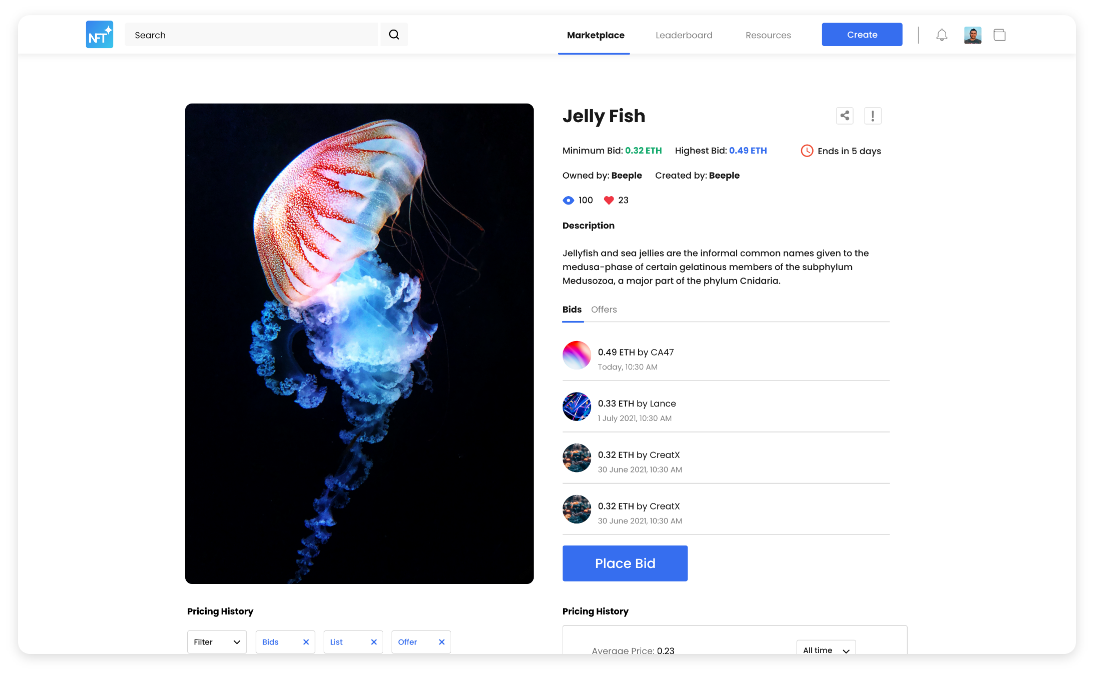 NFT
Search
Marketplace
Leaderboard
Resources
Create
Jelly Fish
Minimum Bid: 0.32 ETH
Highest Bid: 0.49 ETH
Ends in 5 days
Owned by: Beeple
Created by: Beeple
100
23
Description
Jellyfish and sea jellies are the informal common names given to the
medusa-phase of certain gelatinous members of the subphylum
Medusozoa, a major part of the phylum Cnidaria.
Bids
Offers
0.49 ETH by CA47
Today, 10:30 AM
0.33 ETH by Lance
1 July 2021, 10:30 AM
0.32 ETH by CreatX
30 June 2021, 10:30 AM
0.32 ETH by CreatX
30 June 2021, 10:30 AM
Place Bid
Pricing History
Filter
Bids
List
Offer
Pricing History
Average Price: 0.23
All time